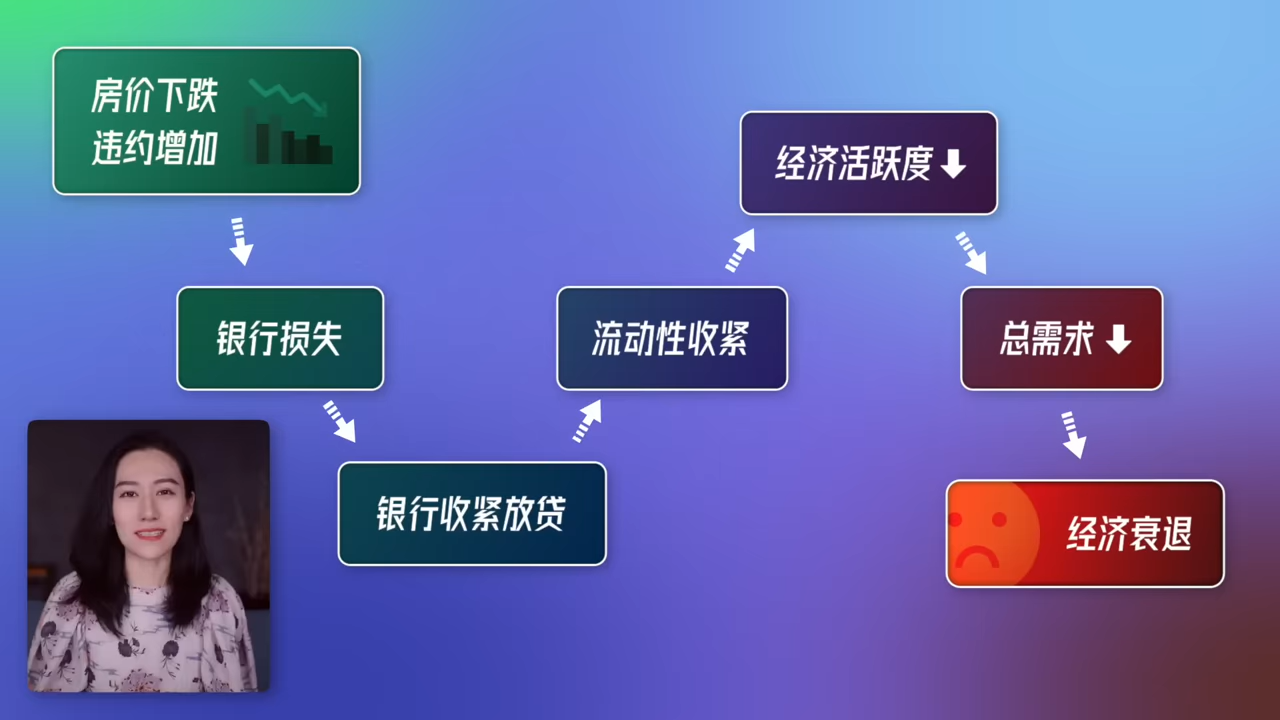 房价下跌
违约增加
银行损失
银行收紧放贷
流动性收紧
经济活跃度⬇
总需求⬇
经济衰退